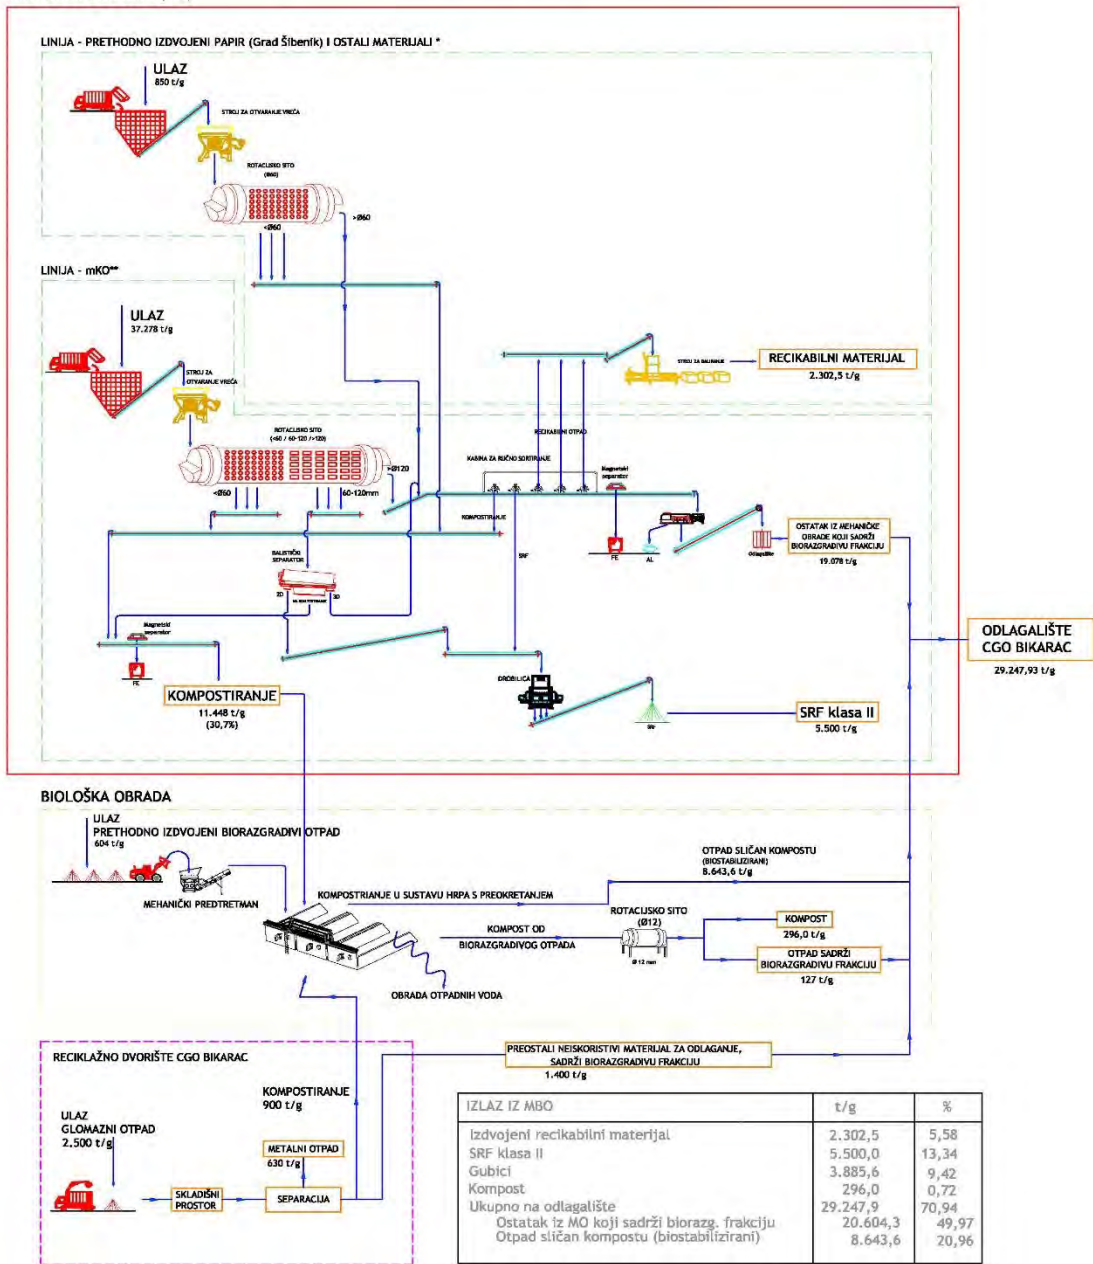 LINIJA - PRETHODNO IZDVOJENI PAPIR (Grad Šibenik) I OSTALI MATERIJALI *
ULAZ
850 t/g
STROJ ZA OTVARANJE VREĆA
ROTACIJSKO SITO
(Ø60)
>Ø60
<Ø60
LINIJA - mKO**
ULAZ
37.278 t/g
STROJ ZA
OTVARANJE VREĆA
STROJ ZA BALIRANJE
RECIKABILNI MATERIJAL
2.302,5 t/g
ROTACIJSKO SITO
(<60 / 60-120 />120)
>Ø120
<Ø60
60-120mm
RECIKABILNI OTPAD
KABINA ZA RUČNO SORTIRANJE
Magnetski
separator
KOMPOSTIRANJE
FE
AL
Odlagalište
OSTATAK IZ MEHANIČKE
OBRADE KOJI SADRŽI
BIORAZGRADIVU FRAKCIJU
19.078 t/g
BALISTIČKI
SEPARATOR
2D
3D
SRF
Magnetski
separator
FE
KOMPOSTIRANJE
11.448 t/g
(30,7%)
DROBILICA
SRF
SRF klasa II
5.500 t/g
ODLAGALIŠTE
CGO BIKARAC
29.247,93 t/g
BIOLOŠKA OBRADA
ULAZ
PRETHODNO IZDVOJENI BIORAZGRADIVI OTPAD
604 t/g
MEHANIČKI PREDTRETMAN
KOMPOSTRIANJE U SUSTAVU HRPA S PREOKRETANJEM
OTPAD SLIČAN KOMPOSTU
(BIOSTABILIZIRANI)
8.643,6 t/g
KOMPOST OD
BIORAZGRADIVOG OTPADA
ROTACIJSKO SITO
(Ø12)
Ø 12 mm
KOMPOST
296,0 t/g
OTPAD SADRŽI
BIORAZGRADIVU FRAKCIJU
127 t/g
OBRADA OTPADNIH VODA
RECIKLAŽNO DVORIŠTE CGO BIKARAC
PREOSTALI NEISKORISTIVI MATERIJAL ZA ODLAGANJE,
SADRŽI BIORAZGRADIVU FRAKCIJU
1.400 t/g
KOMPOSTIRANJE
900 t/g
ULAZ
GLOMAZNI OTPAD
2.500 t/g
METALNI OTPAD
630 t/g
SKLADIŠNI
PROSTOR
SEPARACIJA
IZLAZ IZ MBO t/g %
Izdvojeni recikabilni materijal 2.302,5 5,58
SRF klasa II 5.500,0 13,34
Gubici 3.885,6 9,42
Kompost 296,0 0,72
Ukupno na odlagalište 29.247,9 70,94
Ostatak iz MO koji sadrži biorazg. frakciju 20.604,3 49,97
Otpad sličan kompostu (biostabilizirani) 8.643,6 20,96